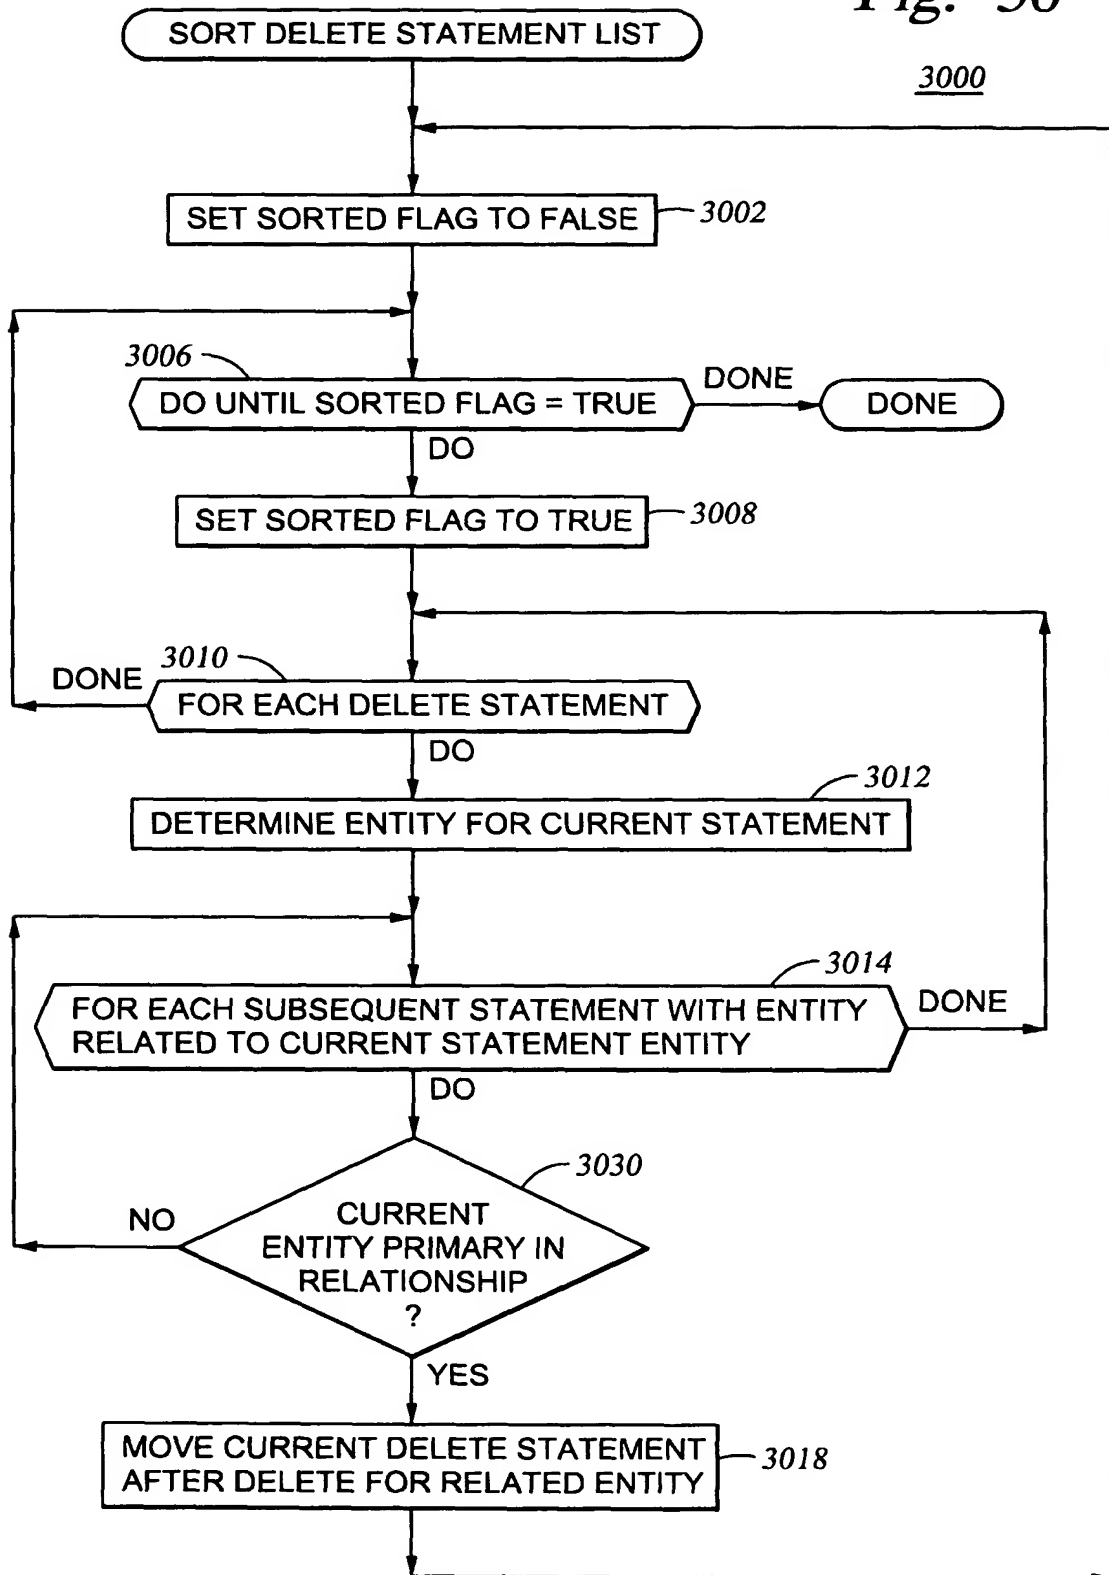 Fig. 30
SORT DELETE STATEMENT LIST
3000
SET SORTED FLAG TO FALSE
3002
3006
DO UNTIL SORTED FLAG = TRUE
DONE
DONE
DO
SET SORTED FLAG TO TRUE
3008
3010
DONE
FOR EACH DELETE STATEMENT
DO
3012
DETERMINE ENTITY FOR CURRENT STATEMENT
3014
FOR EACH SUBSEQUENT STATEMENT WITH ENTITY
RELATED TO CURRENT STATEMENT ENTITY
DONE
DO
3030
NO
CURRENT
ENTITY PRIMARY IN
RELATIONSHIP
?
YES
MOVE CURRENT DELETE STATEMENT
AFTER DELETE FOR RELATED ENTITY
3018